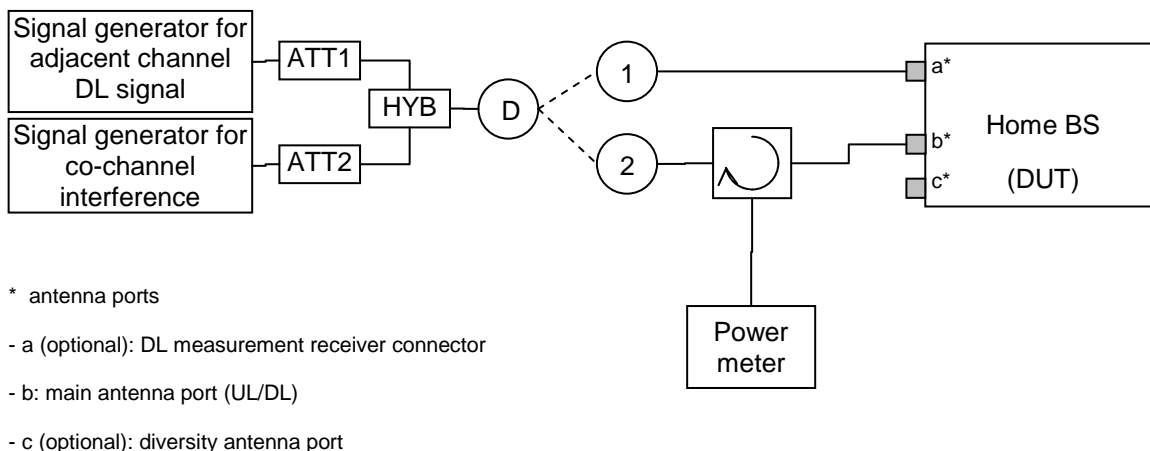 Signal generator for
adjacent channel
DL signal
ATT1
HYB
D
1
2
Signal generator for
co-channel
interference
ATT2
a*
b*
c*
Home BS
(DUT)
Power
meter
* antenna ports
- a (optional): DL measurement receiver connector
- b: main antenna port (UL/DL)
- c (optional): diversity antenna port